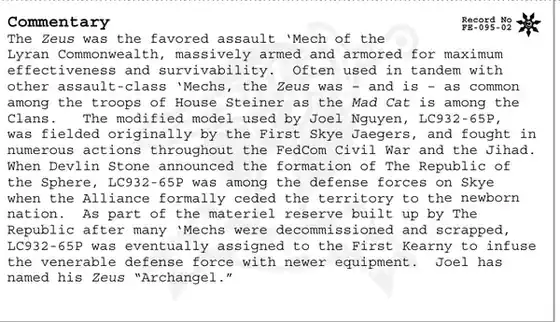 Commentary
Record No
FE-095-02
The Zeus was the favored assault ‘Mech of the
Lyran Commonwealth, massively armed and armored for maximum
effectiveness and survivability.  Often used in tandem with
other assault-class ‘Mechs, the Zeus was – and is – as common
among the troops of House Steiner as the Mad Cat is among the
Clans.   The modified model used by Joel Nguyen, LC932-65P,
was fielded originally by the First Skye Jaegers, and fought in
numerous actions throughout the FedCom Civil War and the Jihad.
When Devlin Stone announced the formation of The Republic of
the Sphere, LC932-65P was among the defense forces on Skye
when the Alliance formally ceded the territory to the newborn
nation.  As part of the materiel reserve built up by The
Republic after many ‘Mechs were decommissioned and scrapped,
LC932-65P was eventually assigned to the First Kearny to infuse
the venerable defense force with newer equipment.  Joel has
named his Zeus “Archangel.”